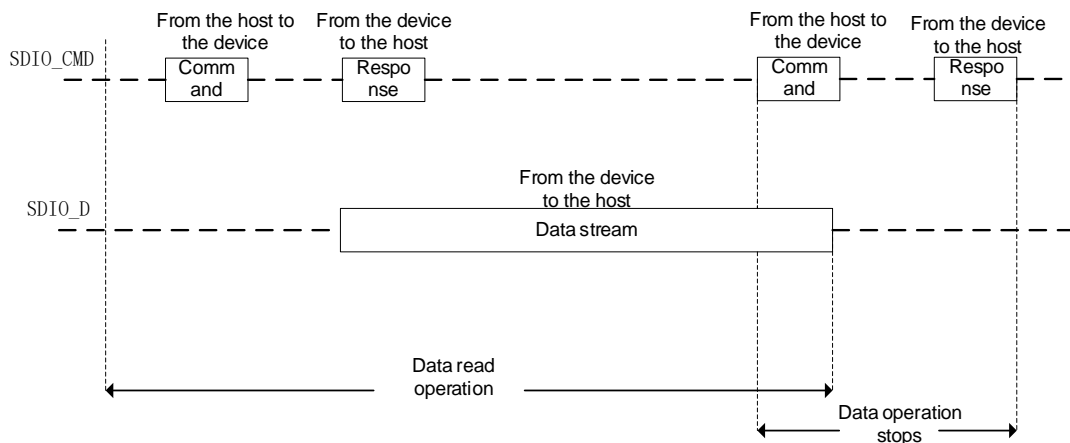 From the host to
the device
From the device
to the host
From the host to
the device
From the device
to the host
SDIO_CMD
Comm
and
Respo
nse
Comm
and
Respo
nse
From the device
to the host
SDIO_D
Data stream
Data read
operation
Data operation
stops